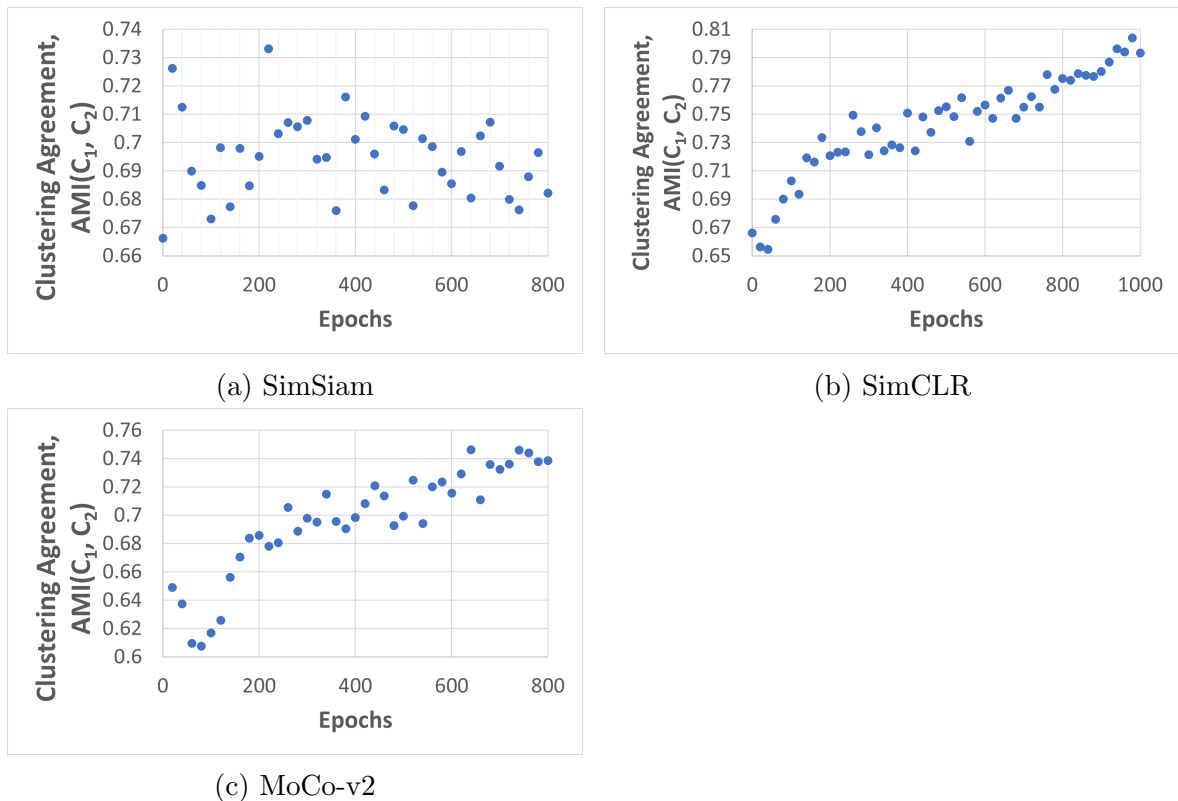 Clustering Agreement,
AMI(C₁, C₂)
0.74
0.73
0.72
0.71
0.7
0.69
0.68
0.67
0.66
0 200 400 600 800
Epochs
(a) SimSiam
Clustering Agreement,
AMI(C₁, C₂)
0.81
0.79
0.77
0.75
0.73
0.71
0.69
0.67
0.65
0 200 400 600 800 1000
Epochs
(b) SimCLR
Clustering Agreement,
AMI(C₁, C₂)
0.76
0.74
0.72
0.7
0.68
0.66
0.64
0.62
0.6
0 200 400 600 800
Epochs
(c) MoCo-v2